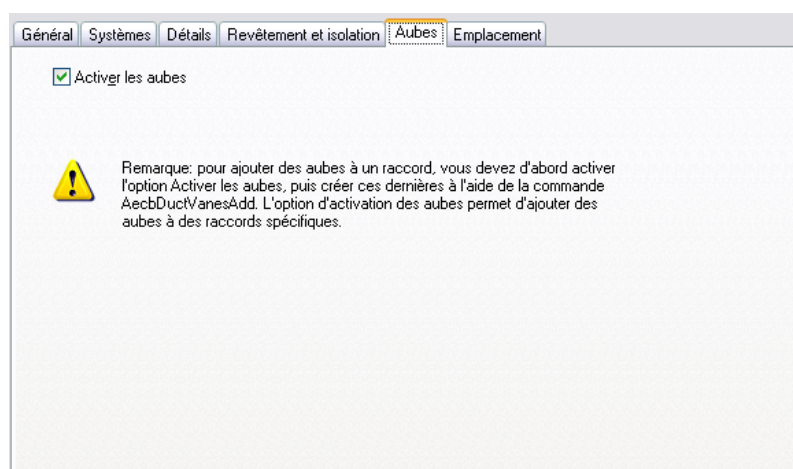 Général Systèmes Détails Revêtement et isolation Aubes Emplacement
Activer les aubes
Remarque: pour ajouter des aubes à un raccord, vous devez d'abord activer
l'option Activer les aubes, puis créer ces dernières à l'aide de la commande
AecbDuctVanesAdd. L'option d'activation des aubes permet d'ajouter des
aubes à des raccords spécifiques.